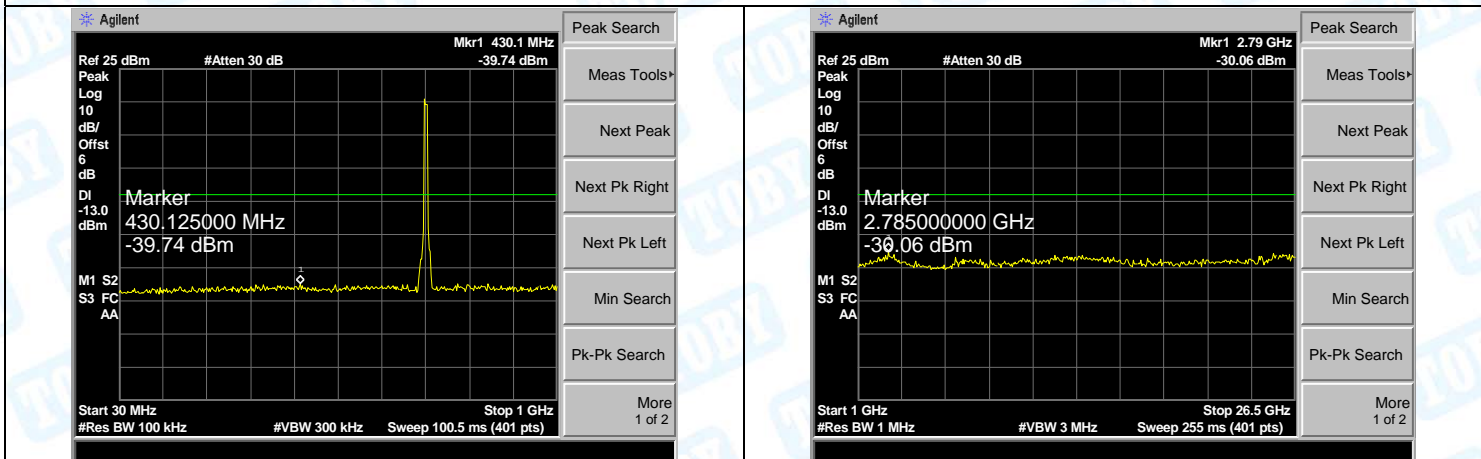 Agilent
Peak Search
Mkr1 430.1 MHz
Ref 25 dBm #Atten 30 dB -39.74 dBm
Peak
Log
10
dB/
Offst
6
dB
DI
-13.0
dBm
Marker
430.125000 MHz
-39.74 dBm
1
M1 S2
S3 FC
AA
Start 30 MHz Stop 1 GHz
#Res BW 100 kHz #VBW 300 kHz Sweep 100.5 ms (401 pts)
Meas Tools
Next Peak
Next Pk Right
Next Pk Left
Min Search
Pk-Pk Search
More
1 of 2
Agilent
Peak Search
Mkr1 2.79 GHz
Ref 25 dBm #Atten 30 dB -30.06 dBm
Peak
Log
10
dB/
Offst
6
dB
DI
-13.0
dBm
Marker
2.785000000 GHz
-30.06 dBm
M1 S2
S3 FC
AA
Start 1 GHz Stop 26.5 GHz
#Res BW 1 MHz #VBW 3 MHz Sweep 255 ms (401 pts)
Meas Tools
Next Peak
Next Pk Right
Next Pk Left
Min Search
Pk-Pk Search
More
1 of 2
TOBY
TOBY
TOBY